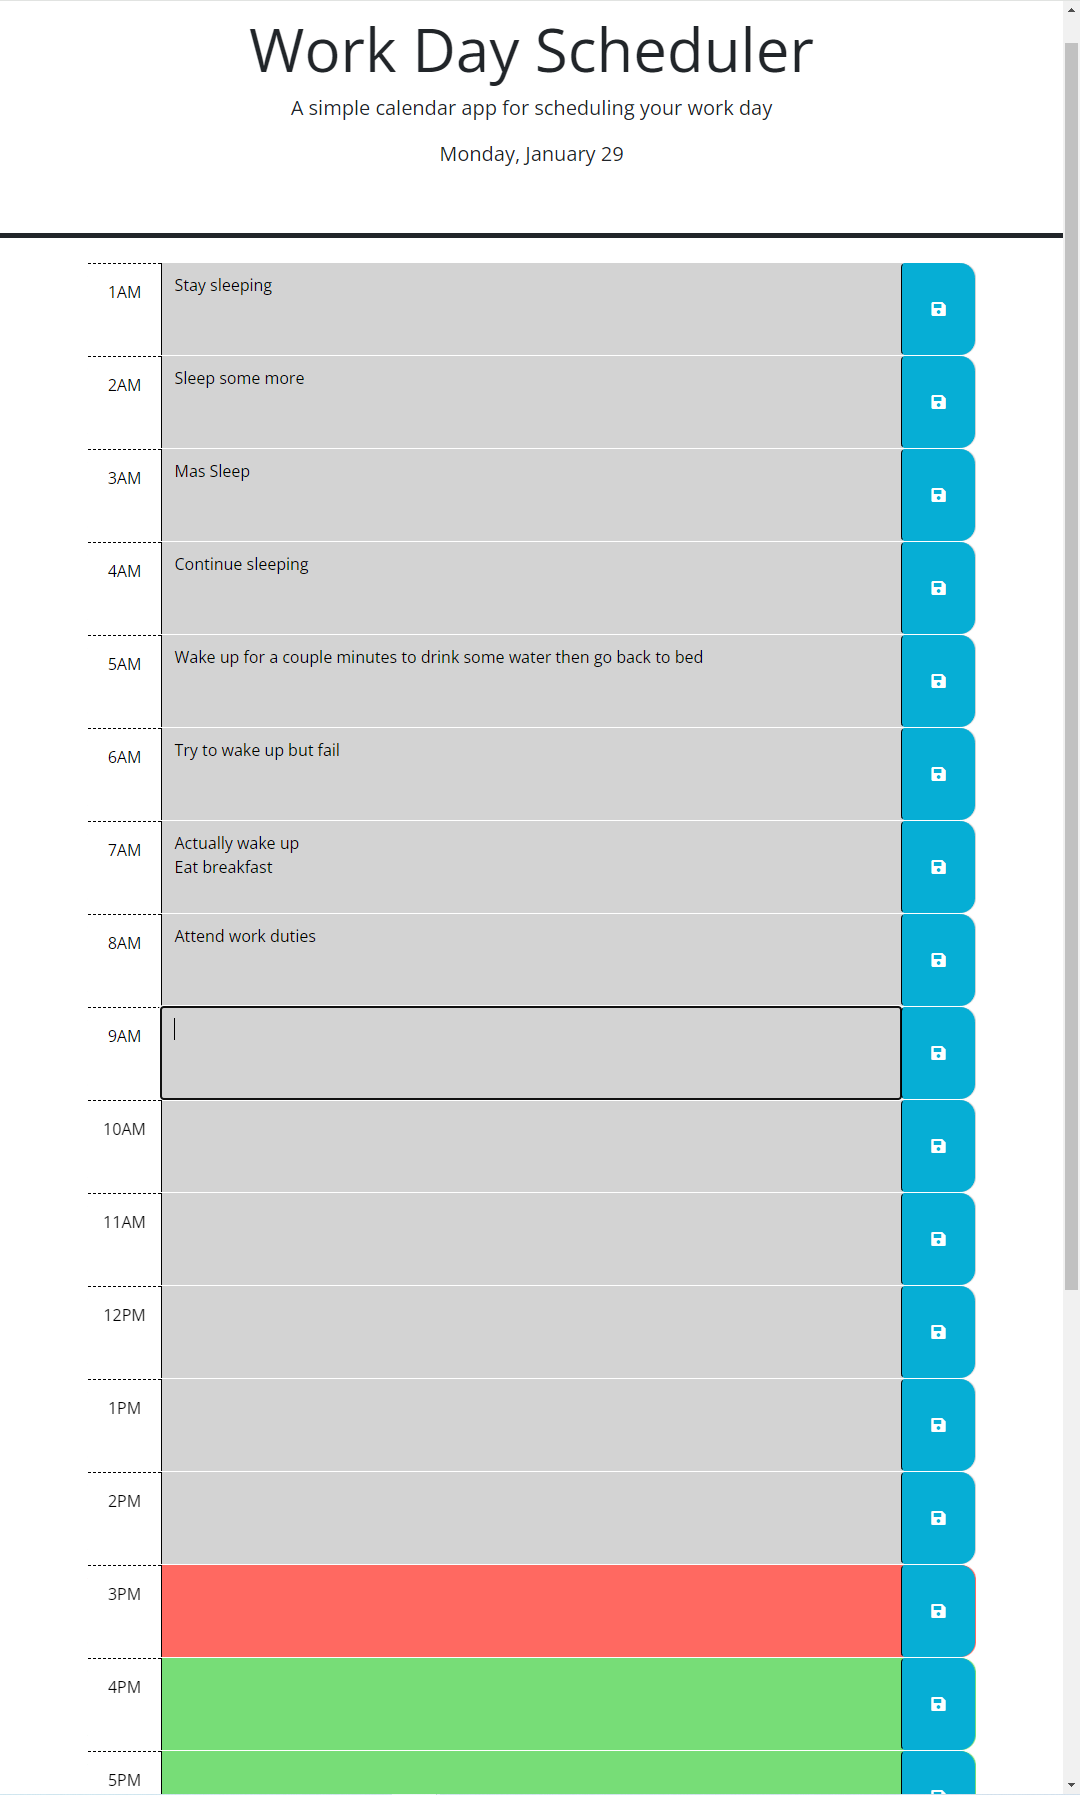 Work Day Scheduler
A simple calendar app for scheduling your work day
Monday, January 29
1AM
Stay sleeping
2AM
Sleep some more
3AM
Mas Sleep
4AM
Continue sleeping
5AM
Wake up for a couple minutes to drink some water then go back to bed
6AM
Try to wake up but fail
7AM
Actually wake up
Eat breakfast
8AM
Attend work duties
9AM
10AM
11AM
12PM
1PM
2PM
3PM
4PM
5PM